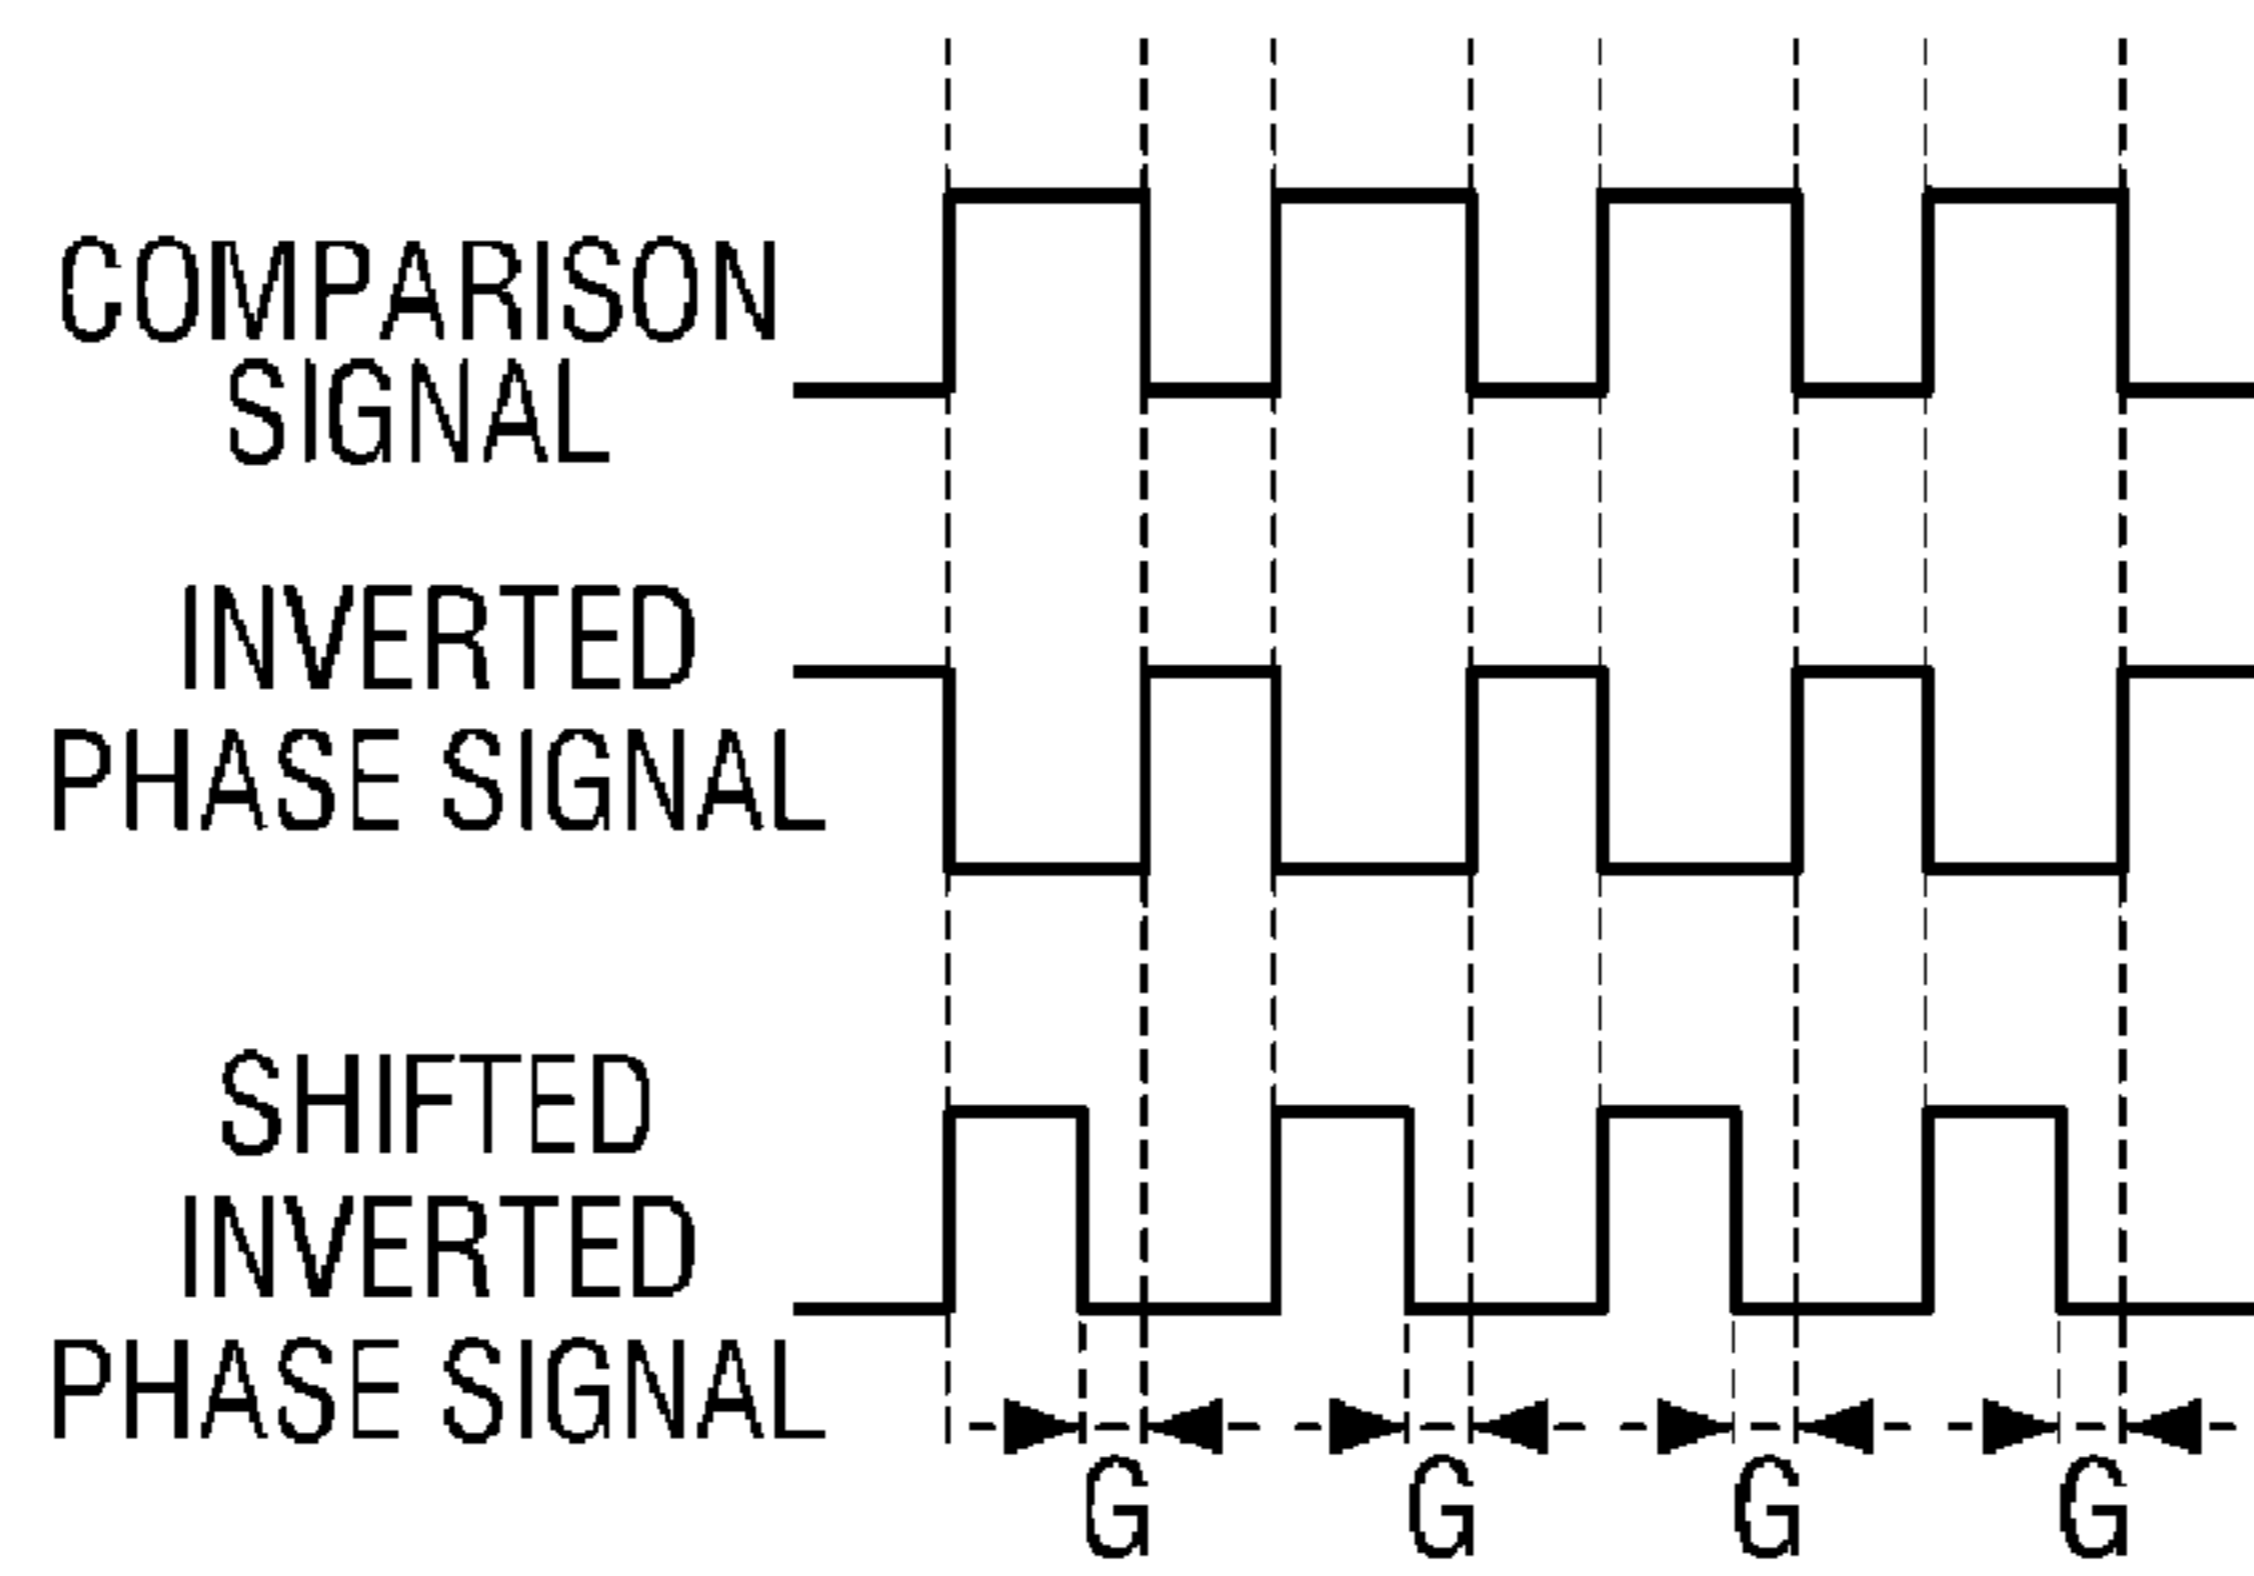 COMPARISON
SIGNAL
INVERTED
PHASE SIGNAL
SHIFTED
INVERTED
PHASE SIGNAL
G G G G